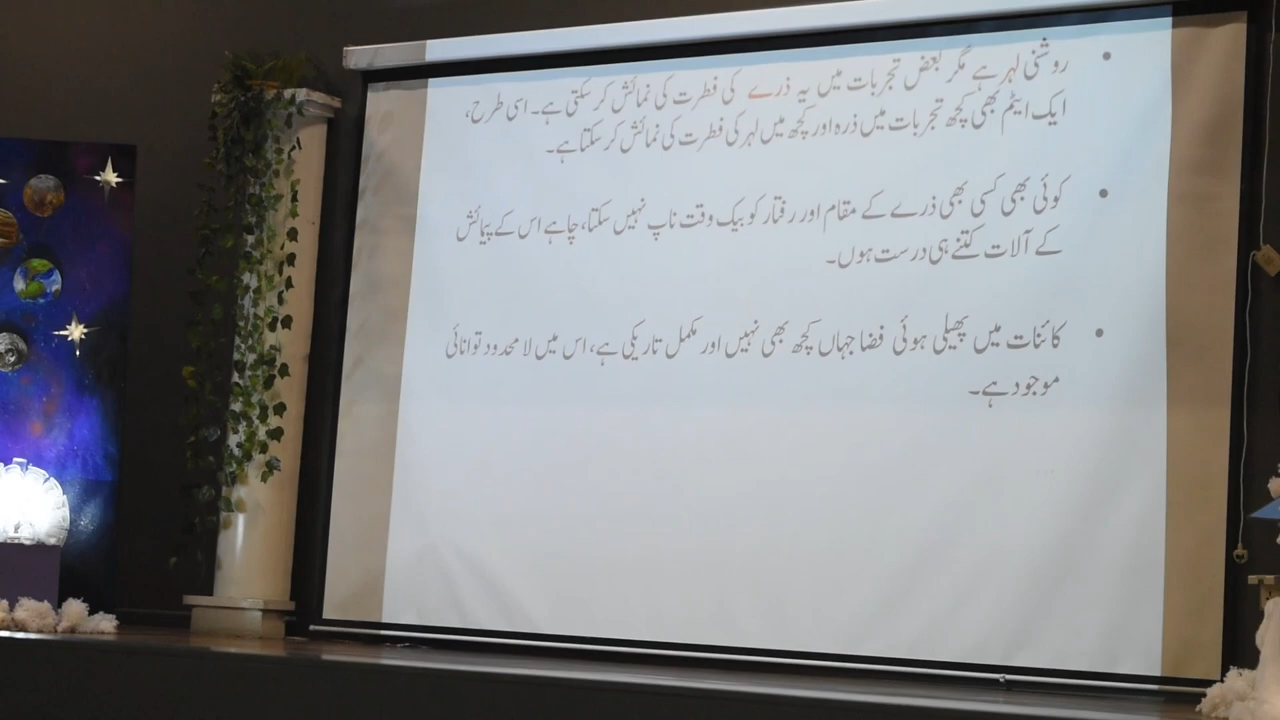 • روشنی لہر ہے مگر بعض تجربات میں یہ ذرے کی فطرت کی نمائش کر سکتی ہے۔ اسی طرح،
ایک ایٹم بھی کچھ تجربات میں ذرہ اور کچھ میں لہر کی فطرت کی نمائش کر سکتا ہے۔
• کوئی بھی کسی بھی ذرے کے مقام اور رفتار کو بیک وقت ناپ نہیں سکتا، چاہے اس کے پیمائش
کے آلات کتنے ہی درست ہوں۔
• کائنات میں پھیلی ہوئی فضا جہاں کچھ بھی نہیں اور مکمل تاریکی ہے، اس میں لا محدود توانائی
موجود ہے۔